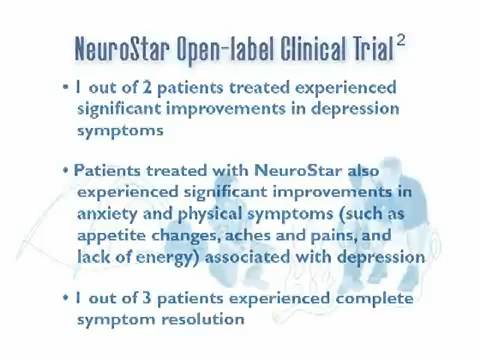 NeuroStar Open-label Clinical Trial²
• 1 out of 2 patients treated experienced
significant improvements in depression
symptoms
• Patients treated with NeuroStar also
experienced significant improvements in
anxiety and physical symptoms (such as
appetite changes, aches and pains, and
lack of energy) associated with depression
• 1 out of 3 patients experienced complete
symptom resolution